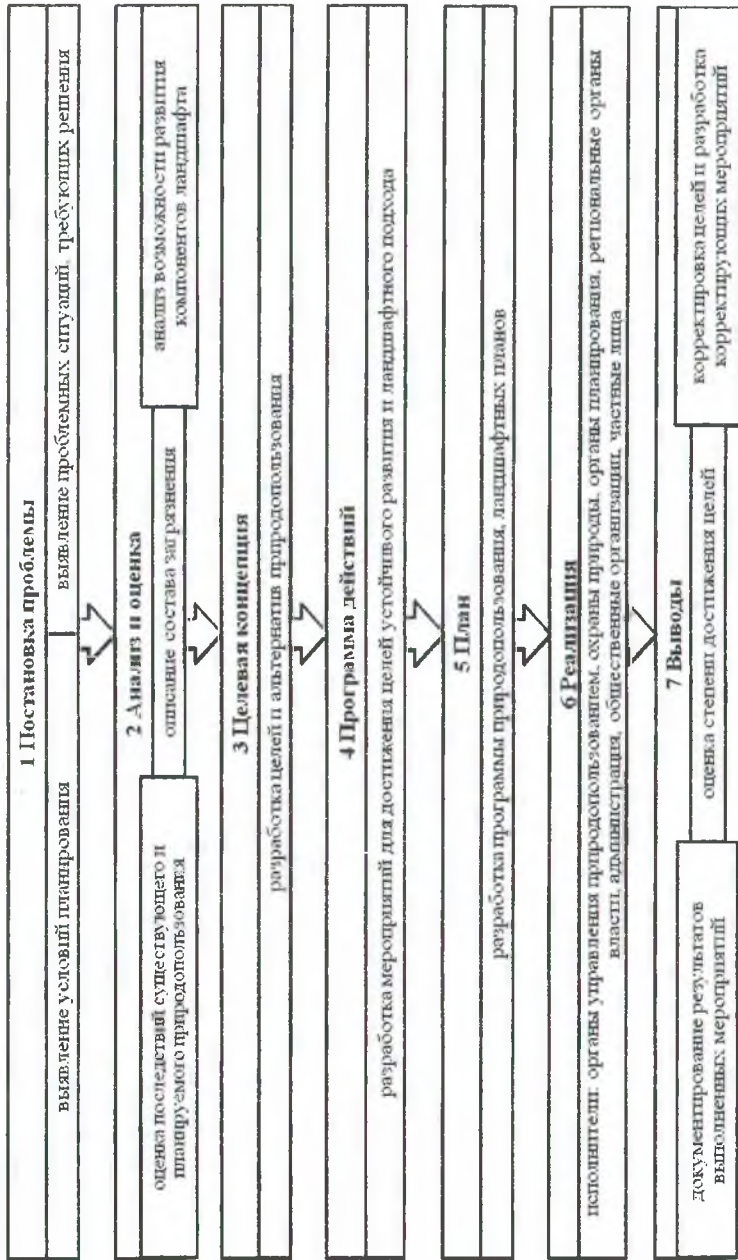 1 Постановка проблемы
выявление условий планирования
выявление проблемных ситуаций, требующих решения
2 Анализ и оценка
оценка последствий существующего и
планируемого природопользования
описание состава загрязнения
анализ возможности развития
компонентов ландшафта
3 Целевая концепция
разработка целей и альтернатив природопользования
4 Программа действий
разработка мероприятий для достижения целей устойчивого развития и ландшафтного подхода
5 План
разработка программы природопользования, ландшафтных планов
6 Реализация
исполнители: органы управления природопользованием, охраны природы, органы планирования, региональные органы
власти, администрация, общественные организации, частные лица
7 Выводы
документирование результатов
выполненных мероприятий
оценка степени достижения целей
корректировка целей и разработка
корректирующих мероприятий